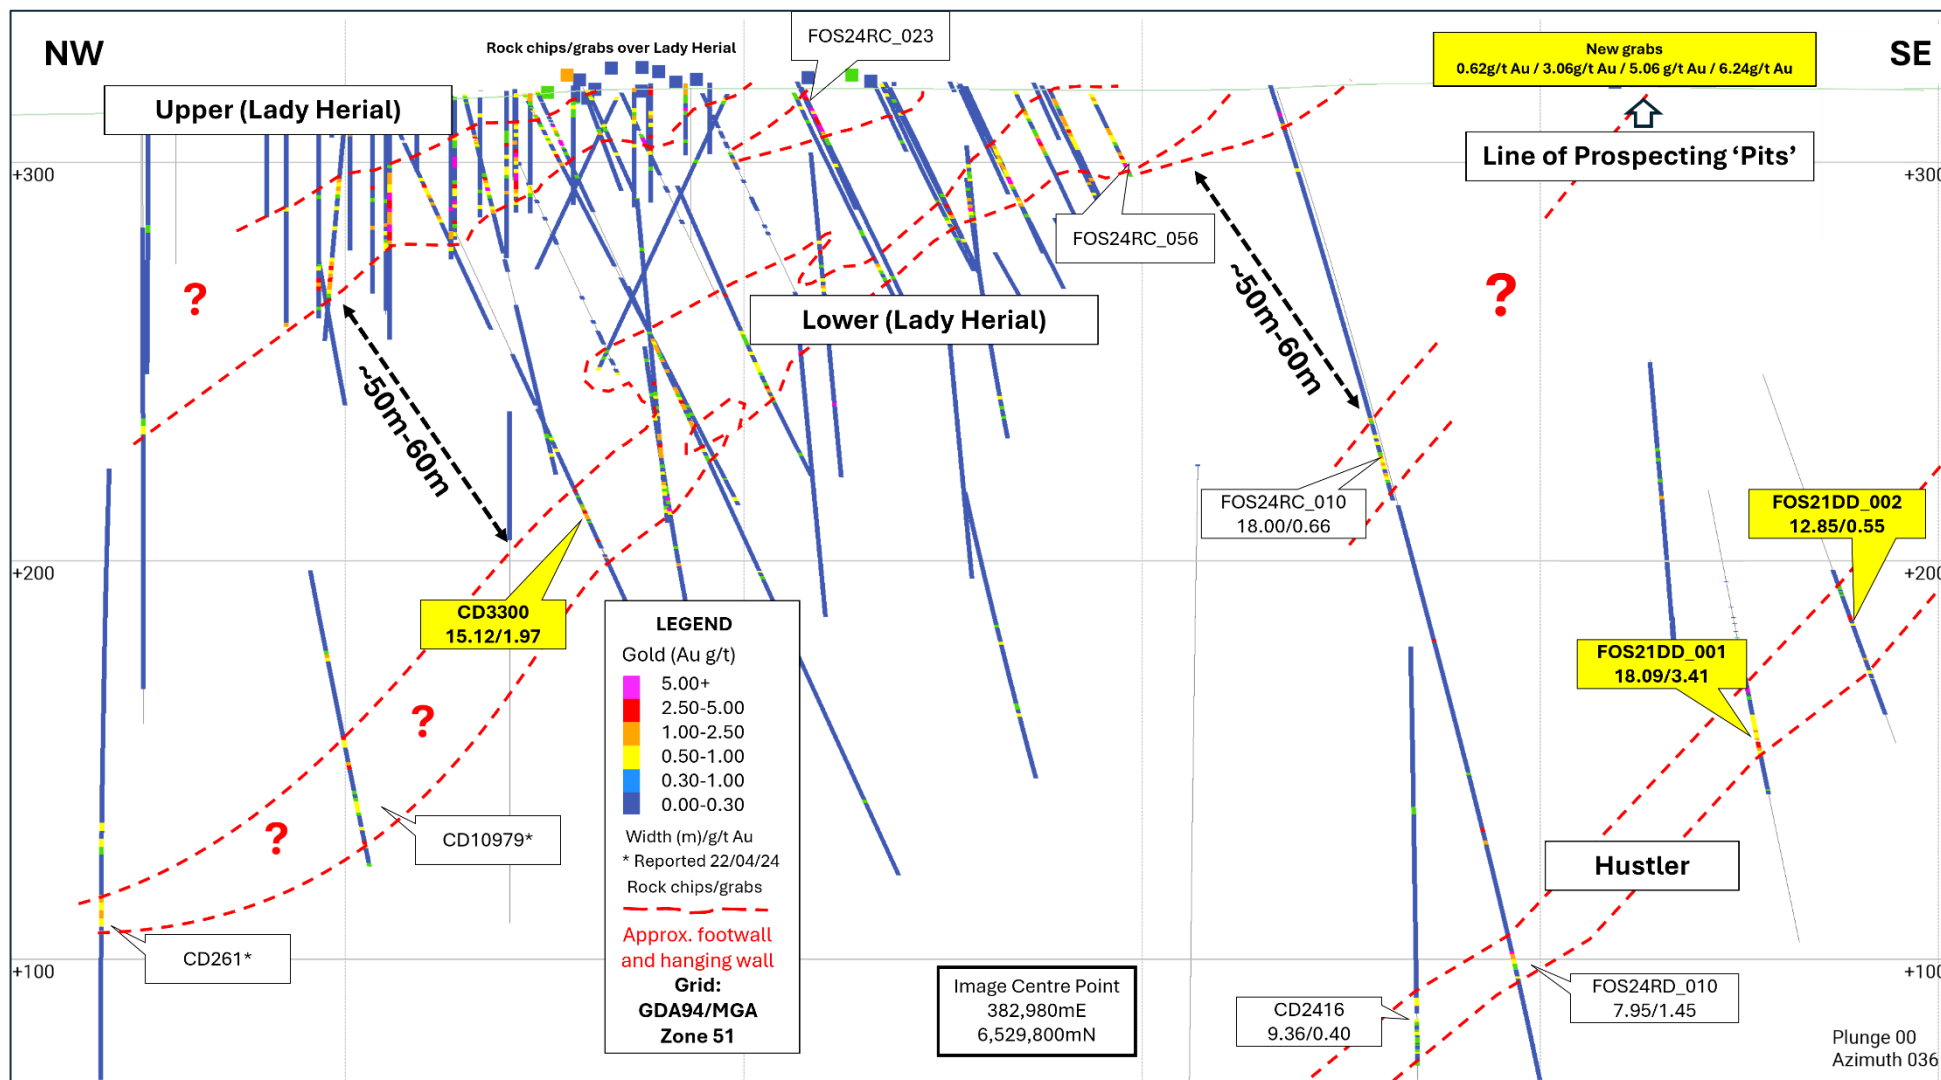 NW
Rock chips/grabs over Lady Herial
FOS24RC_023
New grabs
0.62g/t Au / 3.06g/t Au / 5.06 g/t Au / 6.24g/t Au
SE
Upper (Lady Herial)
Line of Prospecting ‘Pits’
+300
+300
FOS24RC_056
?
?
~50m-60m
~50m-60m
Lower (Lady Herial)
FOS24RC_010
18.00/0.66
FOS21DD_002
12.85/0.55
+200
+200
CD3300
15.12/1.97
FOS21DD_001
18.09/3.41
LEGEND
Gold (Au g/t)
5.00+
2.50-5.00
1.00-2.50
0.50-1.00
0.30-1.00
0.00-0.30
Width (m)/g/t Au
* Reported 22/04/24
Rock chips/grabs
Approx. footwall
and hanging wall
Grid:
GDA94/MGA
Zone 51
?
?
CD10979*
Hustler
CD261*
+100
+100
Image Centre Point
382,980mE
6,529,800mN
CD2416
9.36/0.40
FOS24RD_010
7.95/1.45
Plunge 00
Azimuth 036